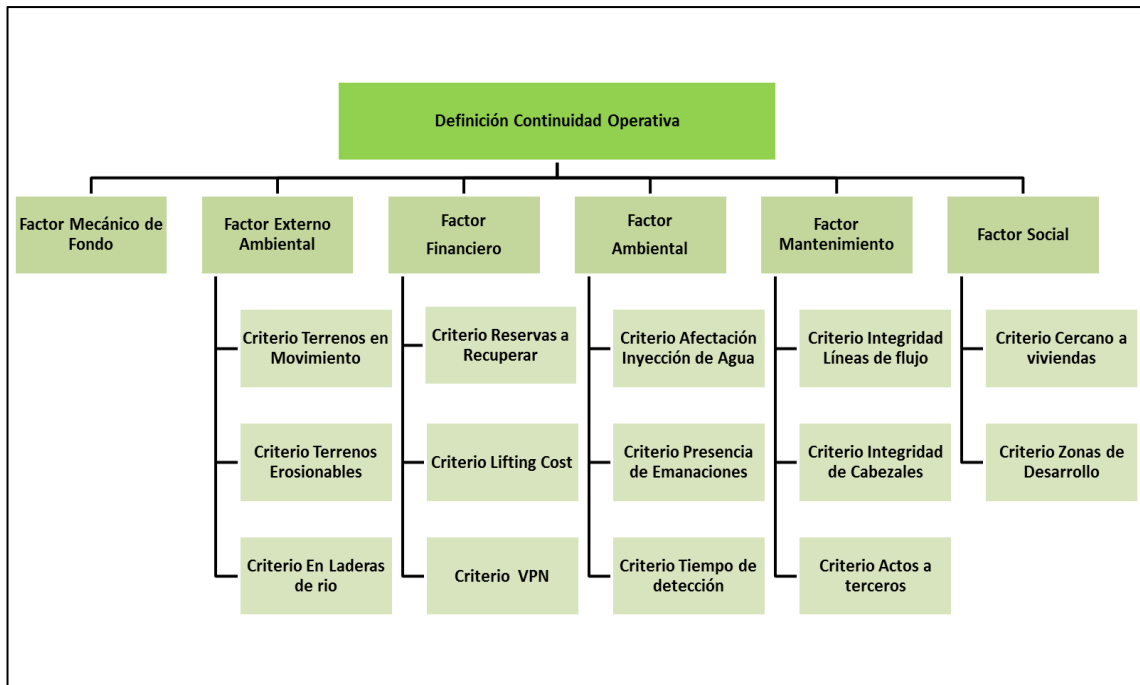 Definición Continuidad Operativa
Factor Mecánico de
Fondo
Factor Externo
Ambiental
Factor
Financiero
Factor
Ambiental
Factor
Mantenimiento
Factor Social
Criterio Terrenos en
Movimiento
Criterio Reservas a
Recuperar
Criterio Afectación
Inyección de Agua
Criterio Integridad
Líneas de flujo
Criterio Cercano a
viviendas
Criterio Terrenos
Erosionables
Criterio Lifting Cost
Criterio Presencia
de Emanaciones
Criterio Integridad
de Cabezales
Criterio Zonas de
Desarrollo
Criterio En Laderas
de rio
Criterio VPN
Criterio Tiempo de
detección
Criterio Actos a
terceros